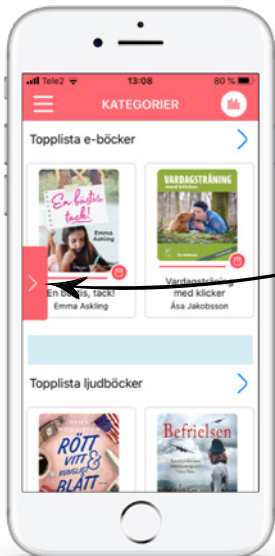 Tele2 13:08 80 %
KATEGORIER
Topplista e-böcker
En bästis,
tack!
Emma
Askling
VARDAGSTRÄNING
med klicker
En bästis, tack!
Emma Askling
Vardagsträning
med klicker
Åsa Jakobsson
Topplista ljudböcker
RÖTT
VITT &
KUNGLIGT
BLÅTT
Befrielsen